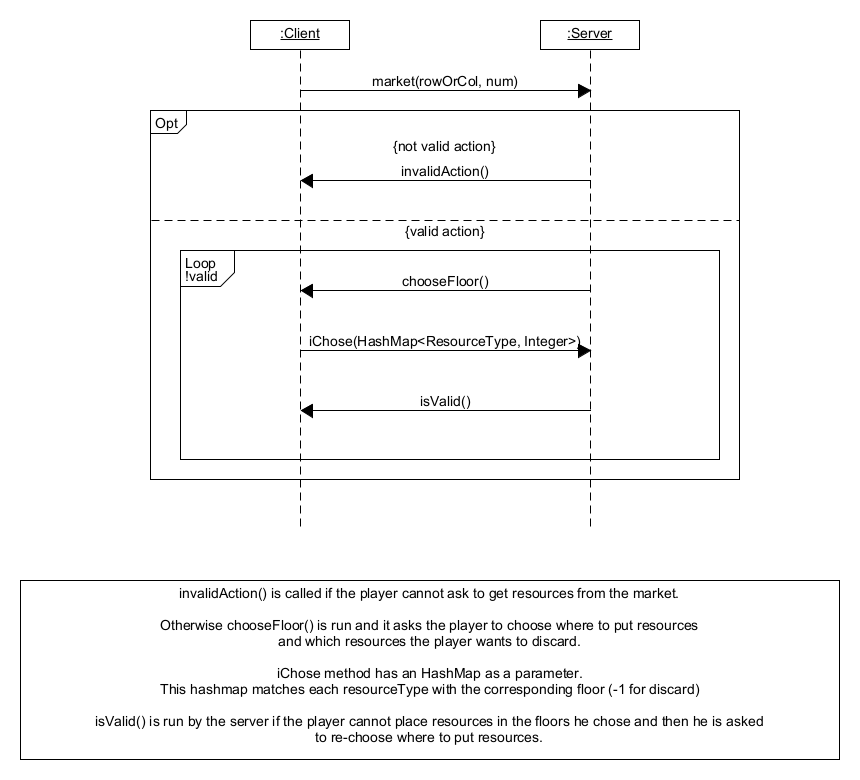 :Client
:Server
market(rowOrCol, num)
Opt
{not valid action}
invalidAction()
{valid action}
Loop
!valid
chooseFloor()
iChose(HashMap<ResourceType, Integer>)
isValid()
invalidAction() is called if the player cannot ask to get resources from the market.
Otherwise chooseFloor() is run and it asks the player to choose where to put resources
and which resources the player wants to discard.
iChose method has an HashMap as a parameter.
This hashmap matches each resourceType with the corresponding floor (-1 for discard)
isValid() is run by the server if the player cannot place resources in the floors he chose and then he is asked
to re-choose where to put resources.